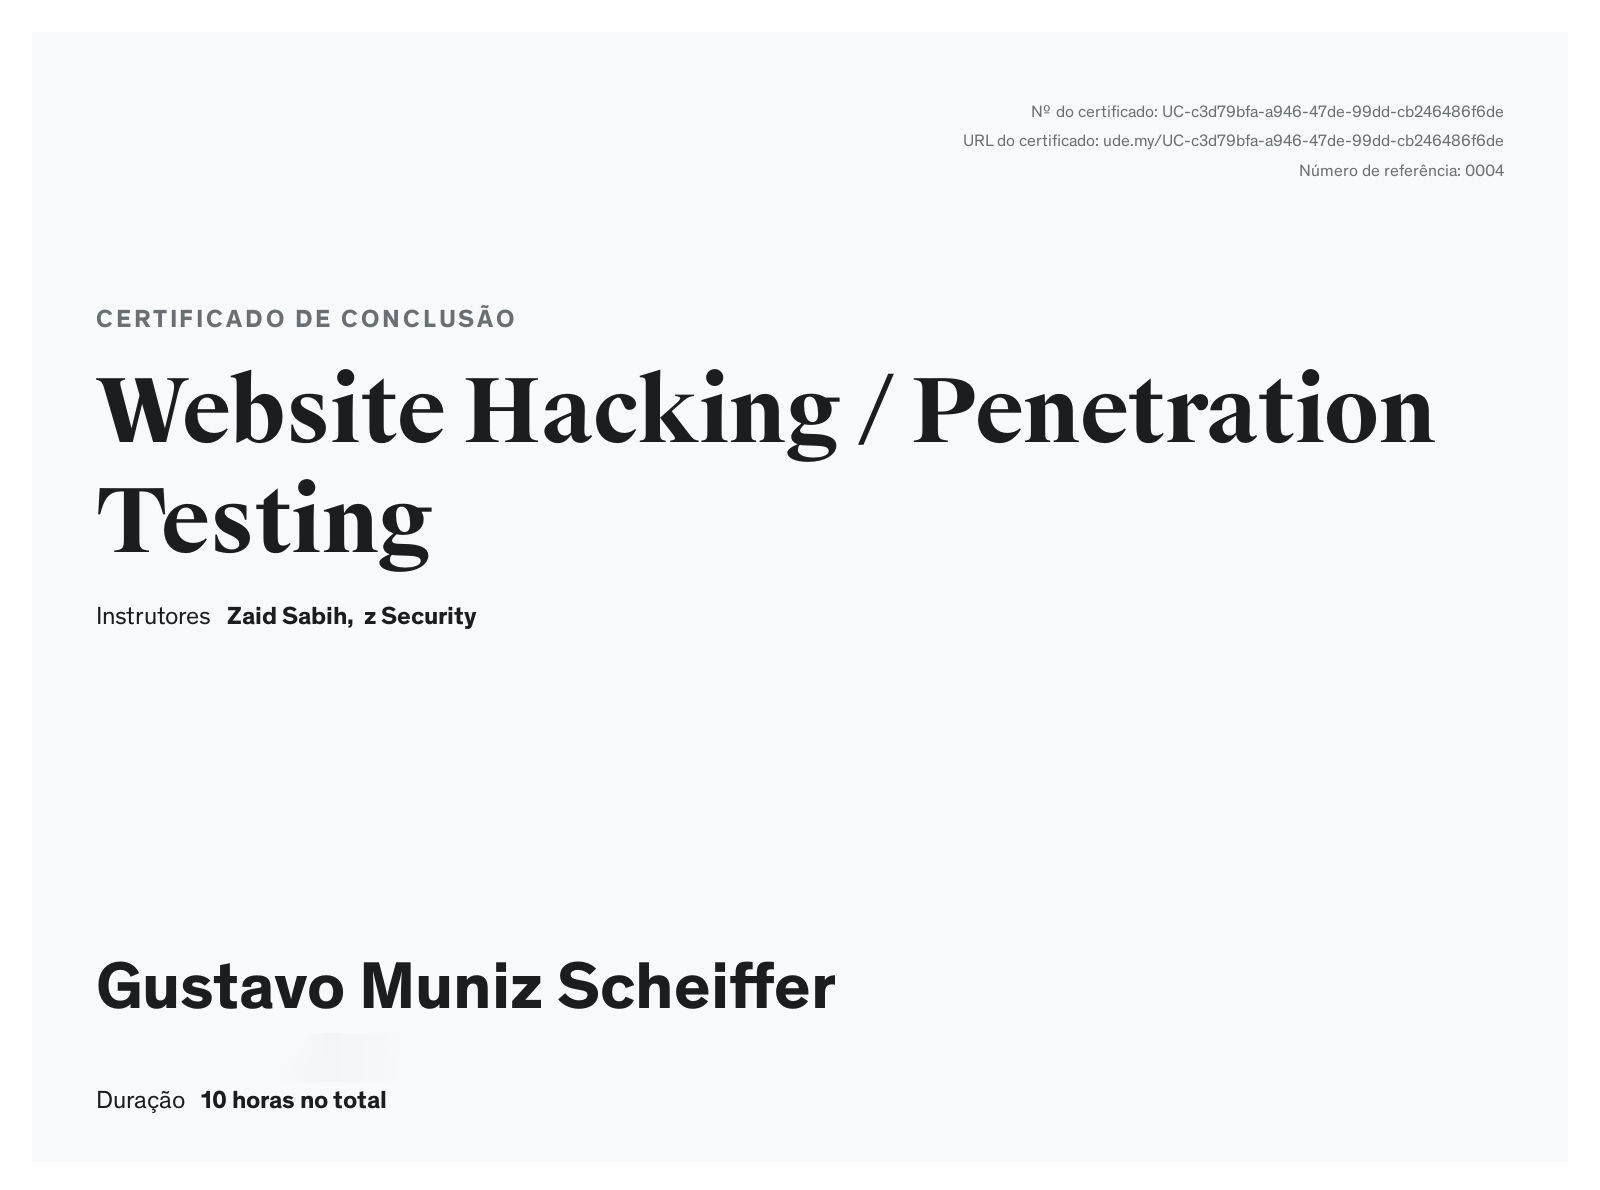 Nº do certificado: UC-c3d79bfa-a946-47de-99dd-cb246486f6de
URL do certificado: ude.my/UC-c3d79bfa-a946-47de-99dd-cb246486f6de
Número de referência: 0004
CERTIFICADO DE CONCLUSÃO
Website Hacking / Penetration
Testing
Instrutores Zaid Sabih, z Security
Gustavo Muniz Scheiffer
Duração 10 horas no total